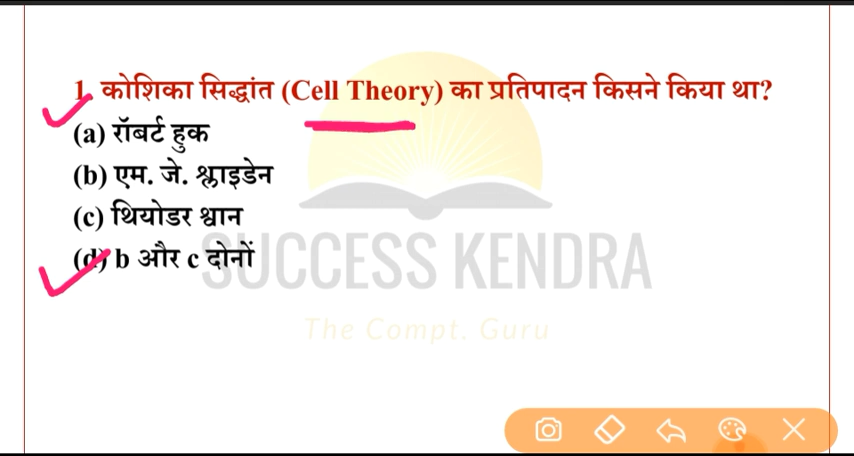 1. कोशिका सिद्धांत (Cell Theory) का प्रतिपादन किसने किया था?
(a) रॉबर्ट हुक
(b) एम. जे. श्लाइडेन
(c) थियोडर श्वान
(d) b और c दोनों
SUCCESS KENDRA
The Compt. Guru